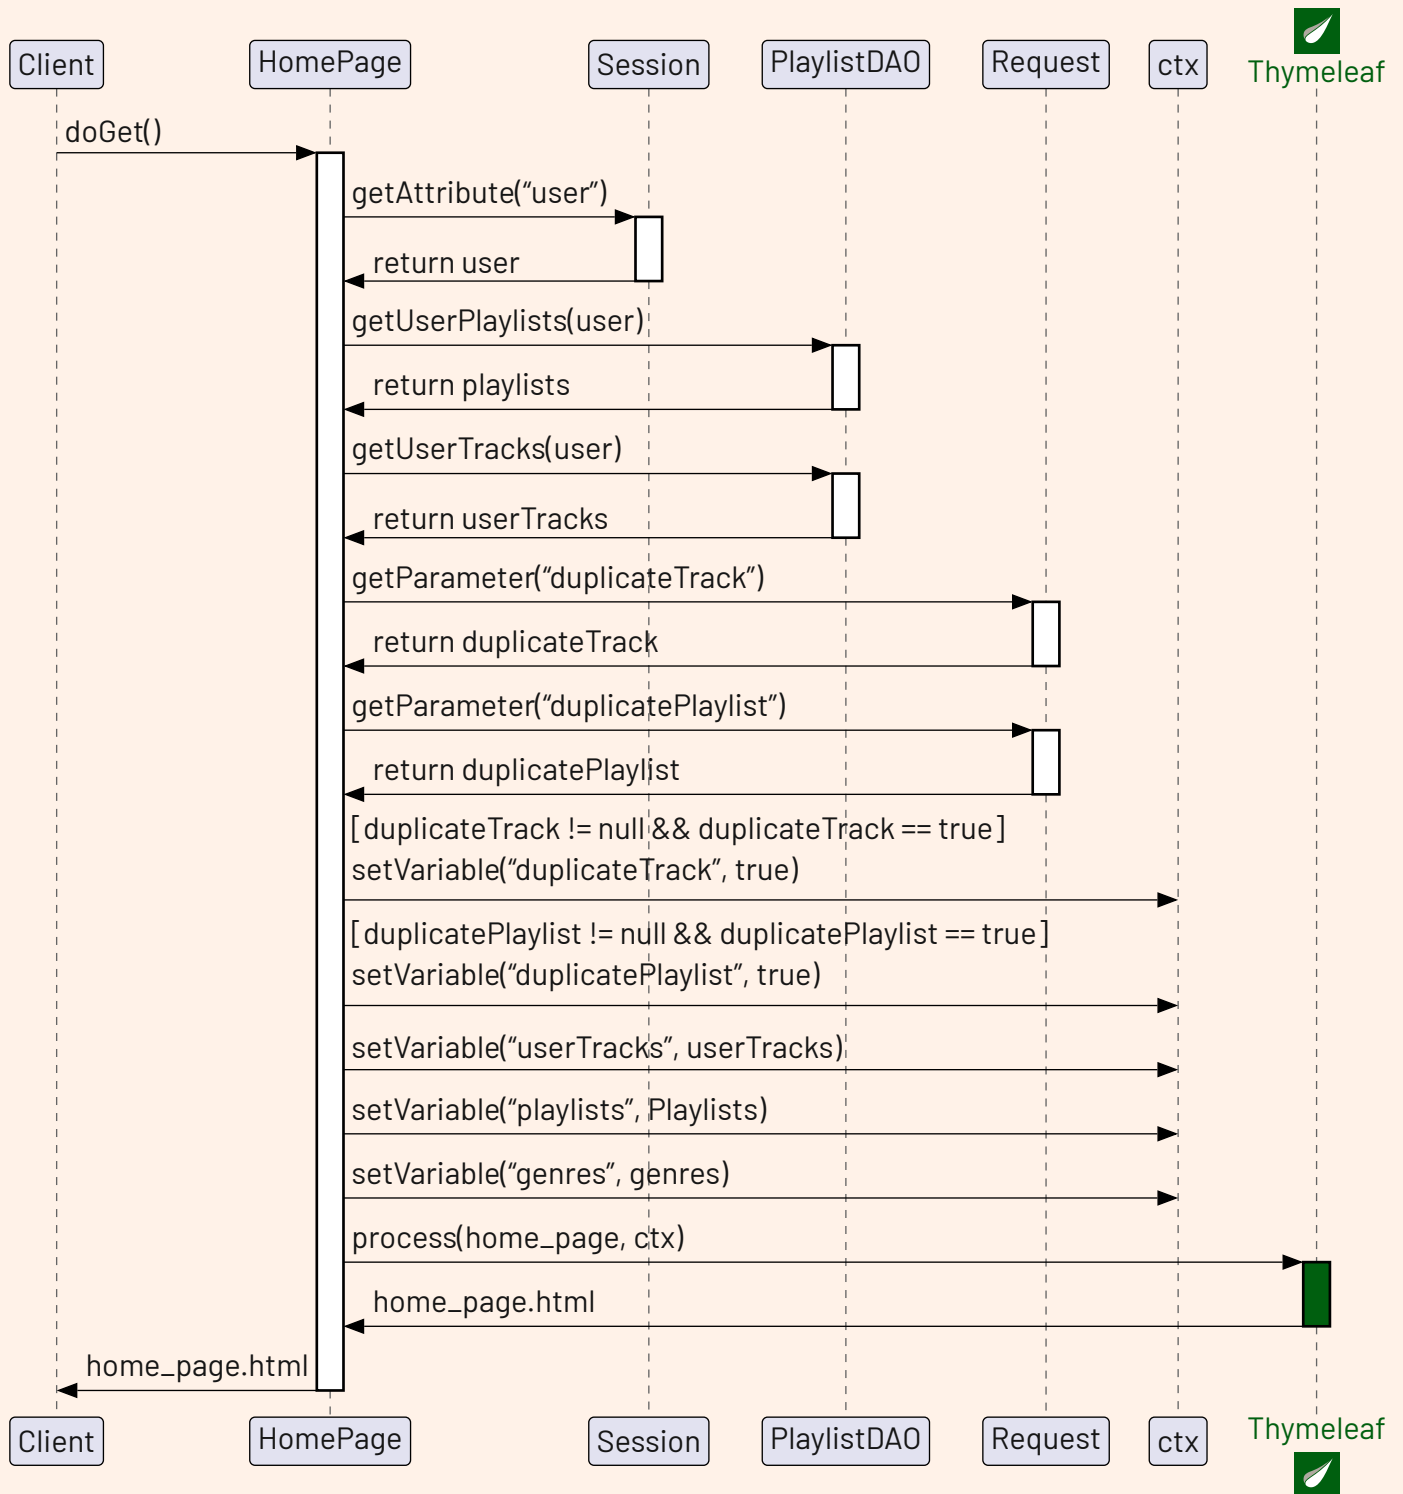 Client HomePage Session PlaylistDAO Request ctx Thymeleaf
doGet()
getAttribute(“user”)
return user
getUserPlaylists(user)
return playlists
getUserTracks(user)
return userTracks
getParameter(“duplicateTrack”)
return duplicateTrack
getParameter(“duplicatePlaylist”)
return duplicatePlaylist
[duplicateTrack != null && duplicateTrack == true]
setVariable(“duplicateTrack”, true)
[duplicatePlaylist != null && duplicatePlaylist == true]
setVariable(“duplicatePlaylist”, true)
setVariable(“userTracks”, userTracks)
setVariable(“playlists”, Playlists)
setVariable(“genres”, genres)
process(home_page, ctx)
home_page.html
home_page.html
Client HomePage Session PlaylistDAO Request ctx Thymeleaf